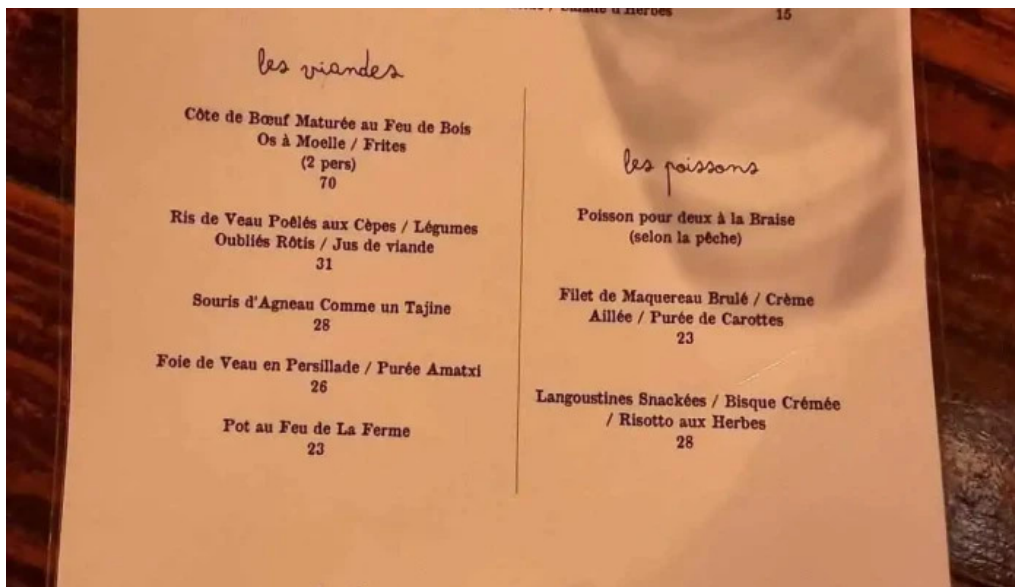 / Salade d'Herbes
15
les viandes
Côte de Bœuf Maturée au Feu de Bois
Os à Moelle / Frites
(2 pers)
70
Ris de Veau Poêlés aux Cèpes / Légumes
Oubliés Rôtis / Jus de viande
31
Souris d'Agneau Comme un Tajine
28
Foie de Veau en Persillade / Purée Amatxi
26
Pot au Feu de La Ferme
23
les poissons
Poisson pour deux à la Braise
(selon la pêche)
Filet de Maquereau Brulé / Crème
Aillée / Purée de Carottes
23
Langoustines Snackées / Bisque Crémée
/ Risotto aux Herbes
28